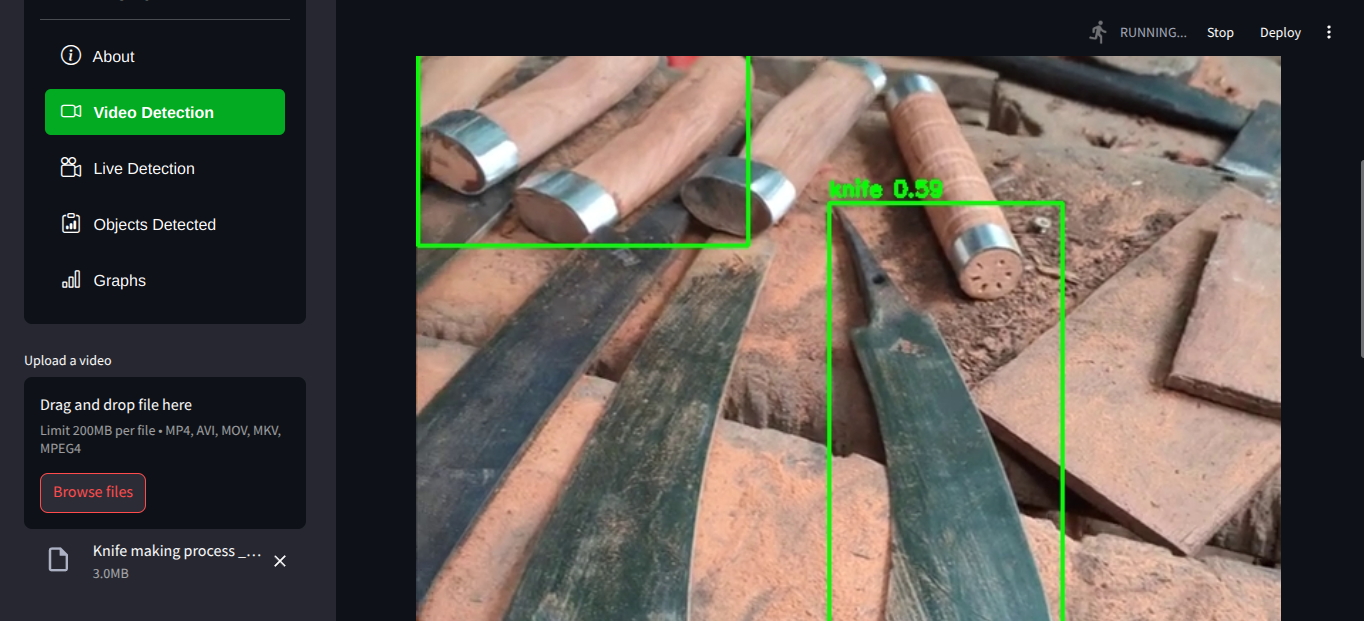 About
Video Detection
Live Detection
Objects Detected
Graphs
Upload a video
Drag and drop file here
Limit 200MB per file • MP4, AVI, MOV, MKV,
MPEG4
Browse files
Knife making process _...
3.0MB
RUNNING...
Stop
Deploy
knife 0.59